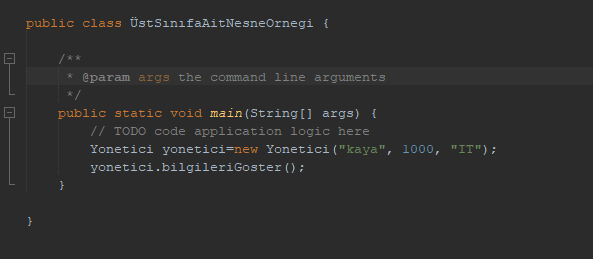 public class ÜstSınıfaAitNesneOrnegi {
/**
* @param args the command line arguments
*/
public static void main(String[] args) {
// TODO code application logic here
Yonetici yonetici=new Yonetici("kaya", 1000, "IT");
yonetici.bilgileriGoster();
}
}